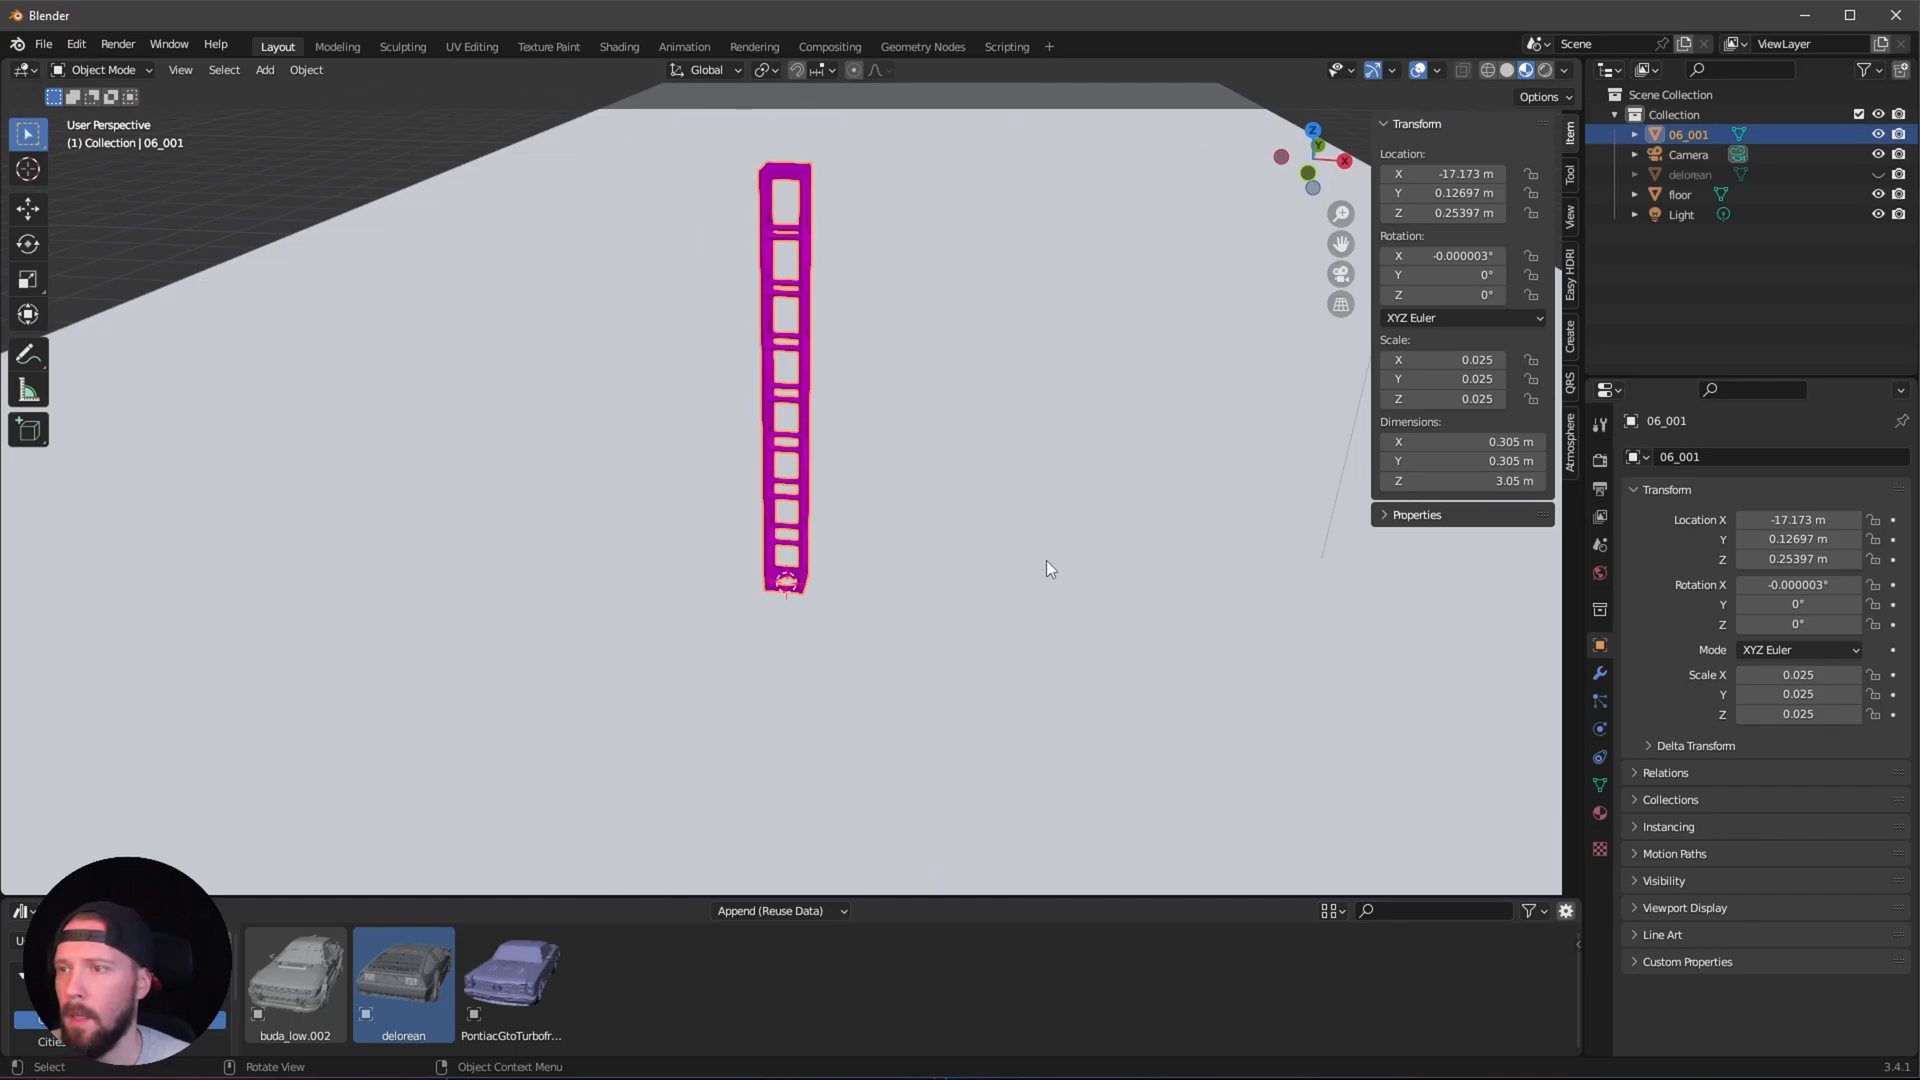 Blender
File Edit Render Window Help
Layout Modeling Sculpting UV Editing Texture Paint Shading Animation Rendering Compositing Geometry Nodes Scripting +
Scene
ViewLayer
Object Mode View Select Add Object
Global
Options
User Perspective
(1) Collection | 06_001
Z
Y
X
Transform
Location:
X -17.173 m
Y 0.12697 m
Z 0.25397 m
Rotation:
X -0.000003°
Y 0°
Z 0°
XYZ Euler
Scale:
X 0.025
Y 0.025
Z 0.025
Dimensions:
X 0.305 m
Y 0.305 m
Z 3.05 m
Properties
Item
Tool
View
Easy HDRI
Create
QRS
Atmosphere
Scene Collection
Collection
06_001
Camera
delorean
floor
Light
06_001
06_001
Transform
Location X -17.173 m
Y 0.12697 m
Z 0.25397 m
Rotation X -0.000003°
Y 0°
Z 0°
Mode XYZ Euler
Scale X 0.025
Y 0.025
Z 0.025
Delta Transform
Relations
Collections
Instancing
Motion Paths
Visibility
Viewport Display
Line Art
Custom Properties
Append (Reuse Data)
buda_low.002
delorean
PontiacGtoTurbofr...
Citie
Select
Rotate View
Object Context Menu
3.4.1